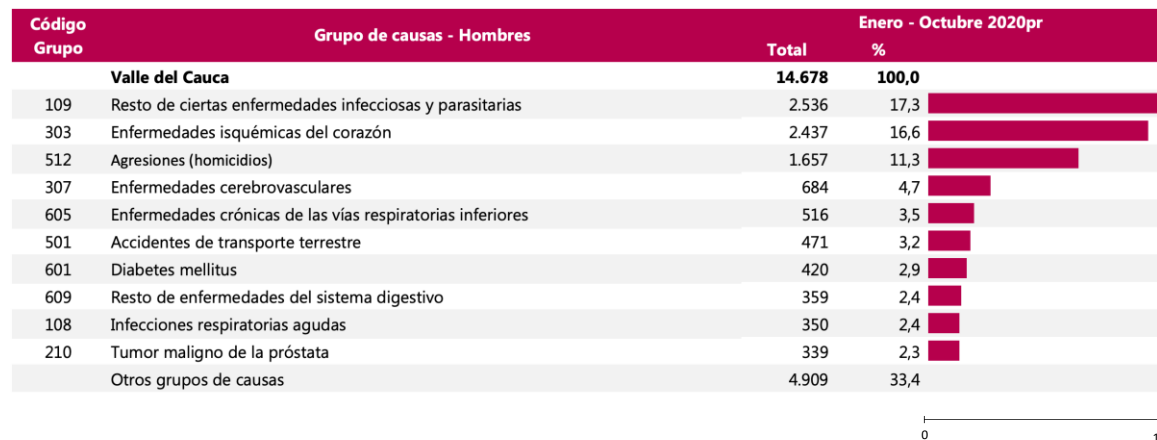 Código Grupo Grupo de causas - Hombres Enero - Octubre 2020pr
Total %
Valle del Cauca 14.678 100,0
109 Resto de ciertas enfermedades infecciosas y parasitarias 2.536 17,3
303 Enfermedades isquémicas del corazón 2.437 16,6
512 Agresiones (homicidios) 1.657 11,3
307 Enfermedades cerebrovasculares 684 4,7
605 Enfermedades crónicas de las vías respiratorias inferiores 516 3,5
501 Accidentes de transporte terrestre 471 3,2
601 Diabetes mellitus 420 2,9
609 Resto de enfermedades del sistema digestivo 359 2,4
108 Infecciones respiratorias agudas 350 2,4
210 Tumor maligno de la próstata 339 2,3
Otros grupos de causas 4.909 33,4
0